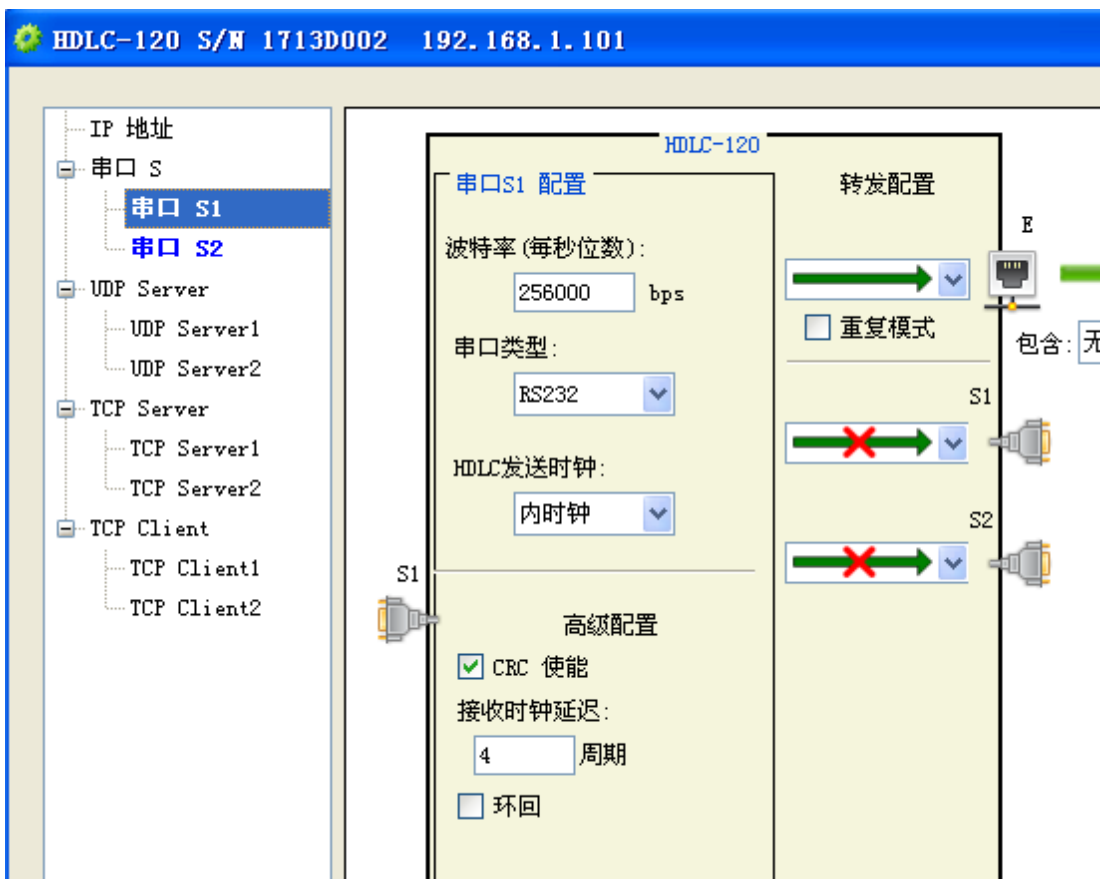 HDLC-120 S/N 1713D002 192.168.1.101
IP 地址
串口 S
串口 S1
串口 S2
UDP Server
UDP Server1
UDP Server2
TCP Server
TCP Server1
TCP Server2
TCP Client
TCP Client1
TCP Client2
HDLC-120
串口S1 配置
波特率(每秒位数):
256000 bps
串口类型:
RS232
HDLC发送时钟:
内时钟
S1
高级配置
CRC 使能
接收时钟延迟:
4 周期
环回
转发配置
E
重复模式
包含: 无
S1
S2